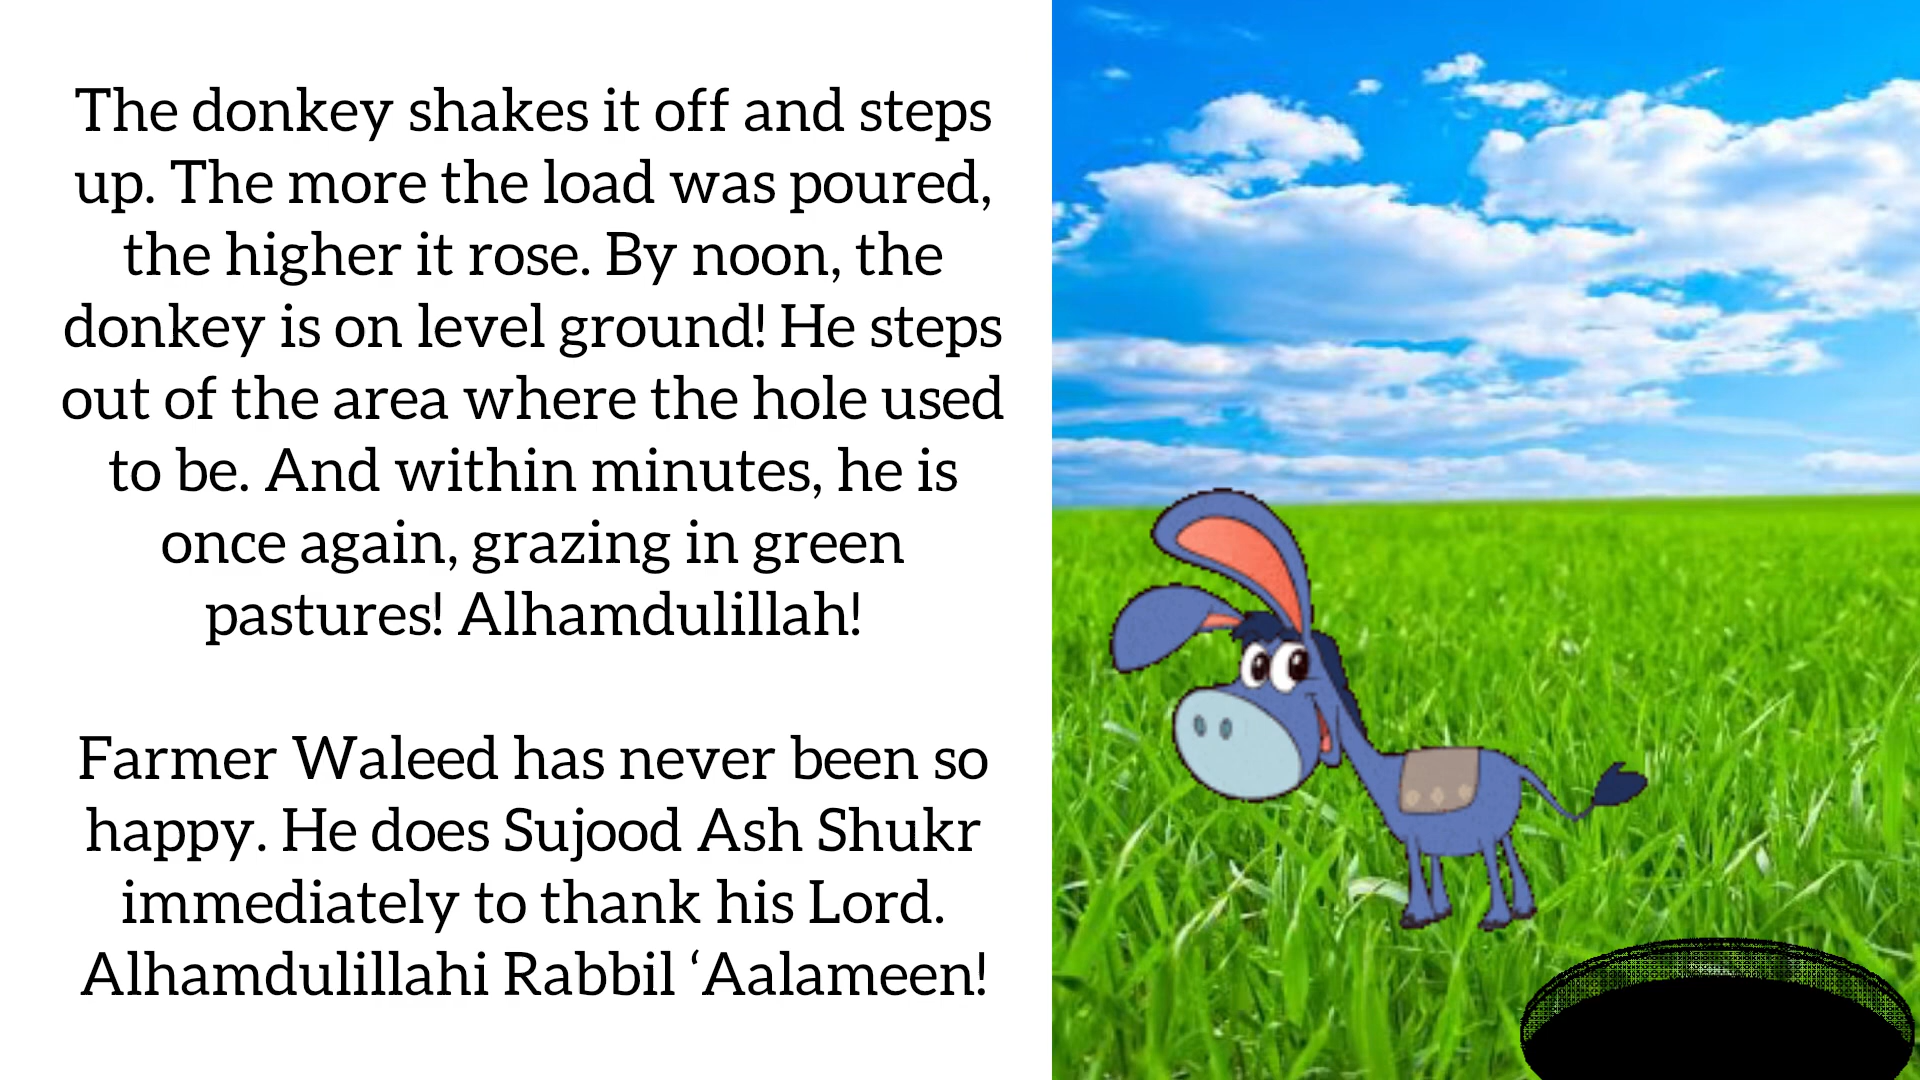 The donkey shakes it off and steps
up. The more the load was poured,
the higher it rose. By noon, the
donkey is on level ground! He steps
out of the area where the hole used
to be. And within minutes, he is
once again, grazing in green
pastures! Alhamdulillah!
Farmer Waleed has never been so
happy. He does Sujood Ash Shukr
immediately to thank his Lord.
Alhamdulillahi Rabbil ‘Aalameen!